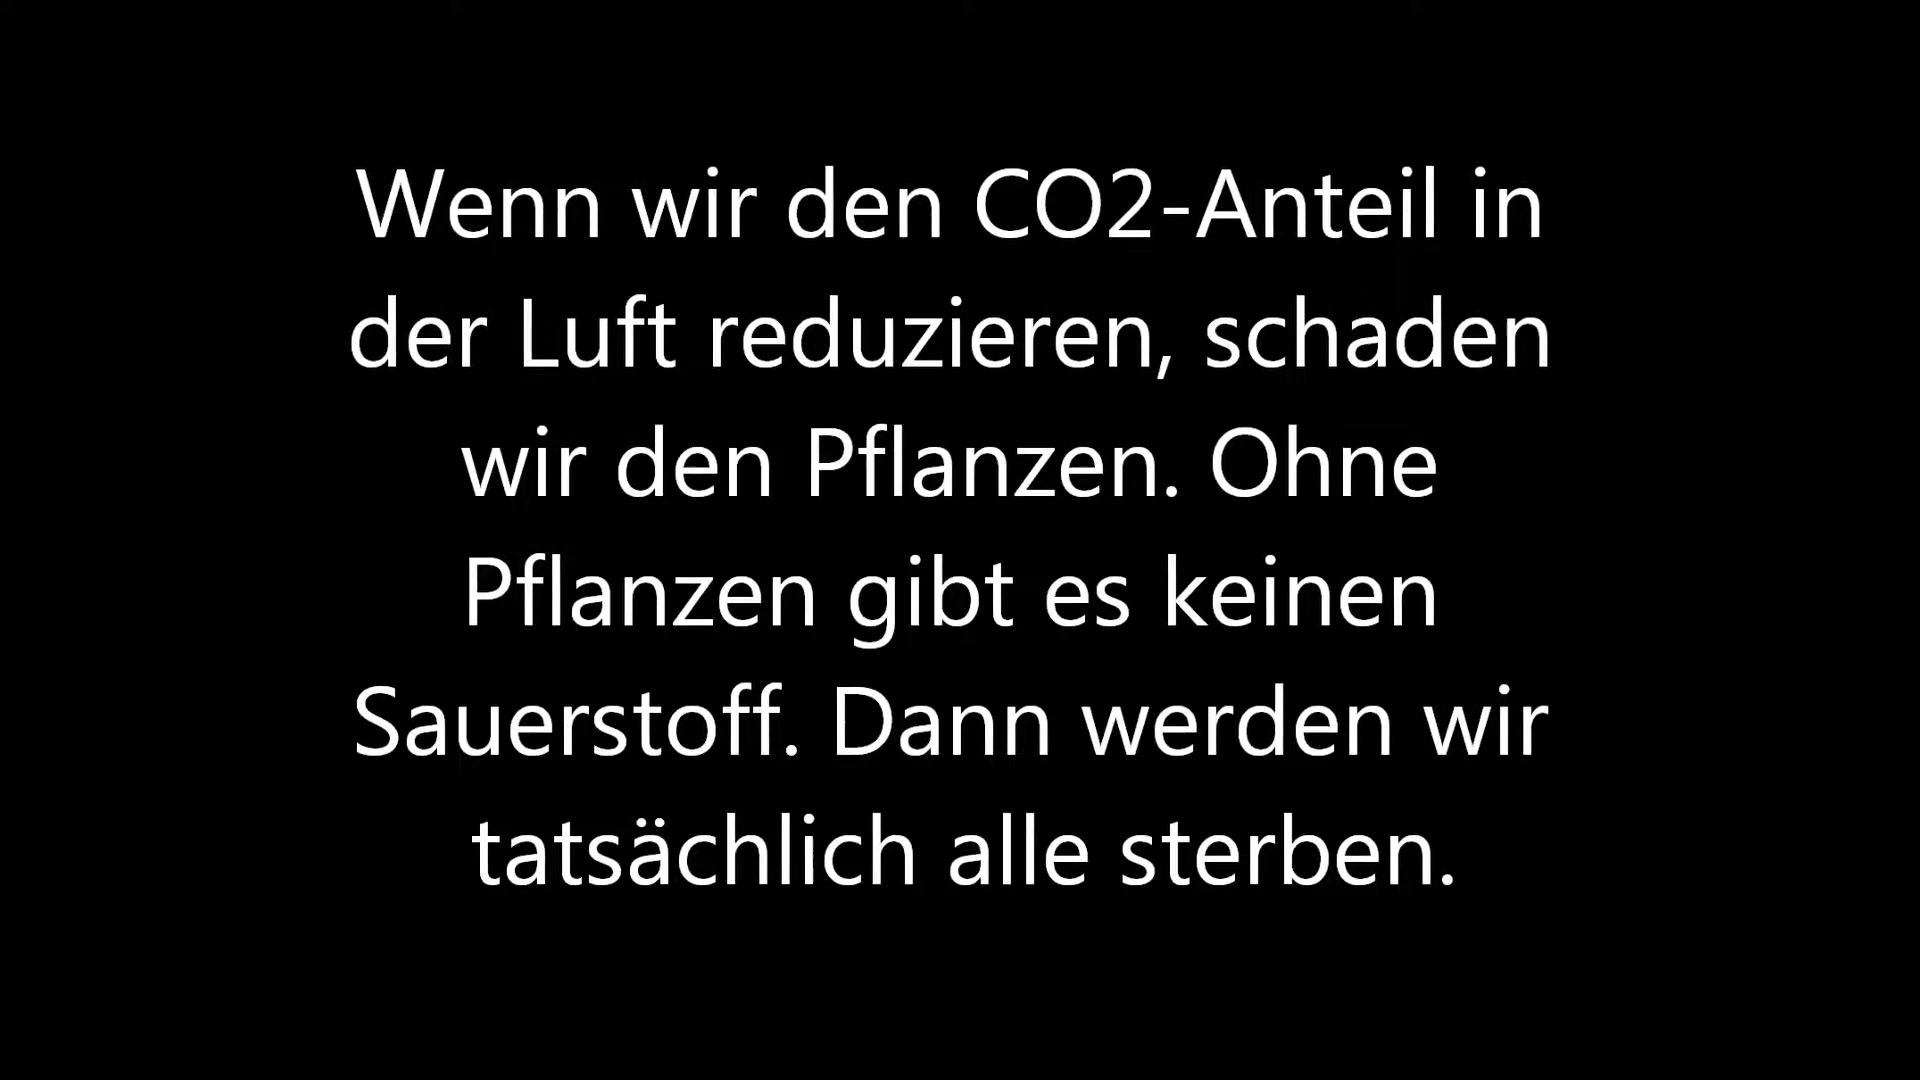 Wenn wir den CO2-Anteil in
der Luft reduzieren, schaden
wir den Pflanzen. Ohne
Pflanzen gibt es keinen
Sauerstoff. Dann werden wir
tatsächlich alle sterben.